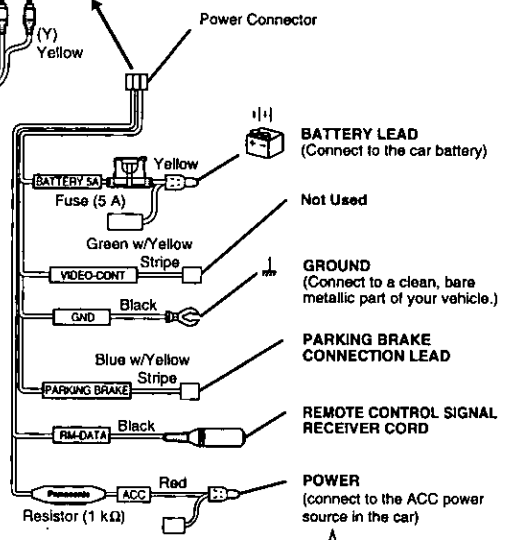 Power Connector
(Y)
Yellow
BATTERY LEAD
(Connect to the car battery)
Yellow
BATTERY 5A
Fuse (5 A)
Not Used
Green w/Yellow
Stripe
VIDEO-CONT
GROUND
(Connect to a clean, bare
metallic part of your vehicle.)
Black
GND
PARKING BRAKE
CONNECTION LEAD
Blue w/Yellow
Stripe
PARKING BRAKE
REMOTE CONTROL SIGNAL
RECEIVER CORD
Black
RM-DATA
POWER
(connect to the ACC power
source in the car)
Red
Panasonic
ACC
Resistor (1 kΩ)